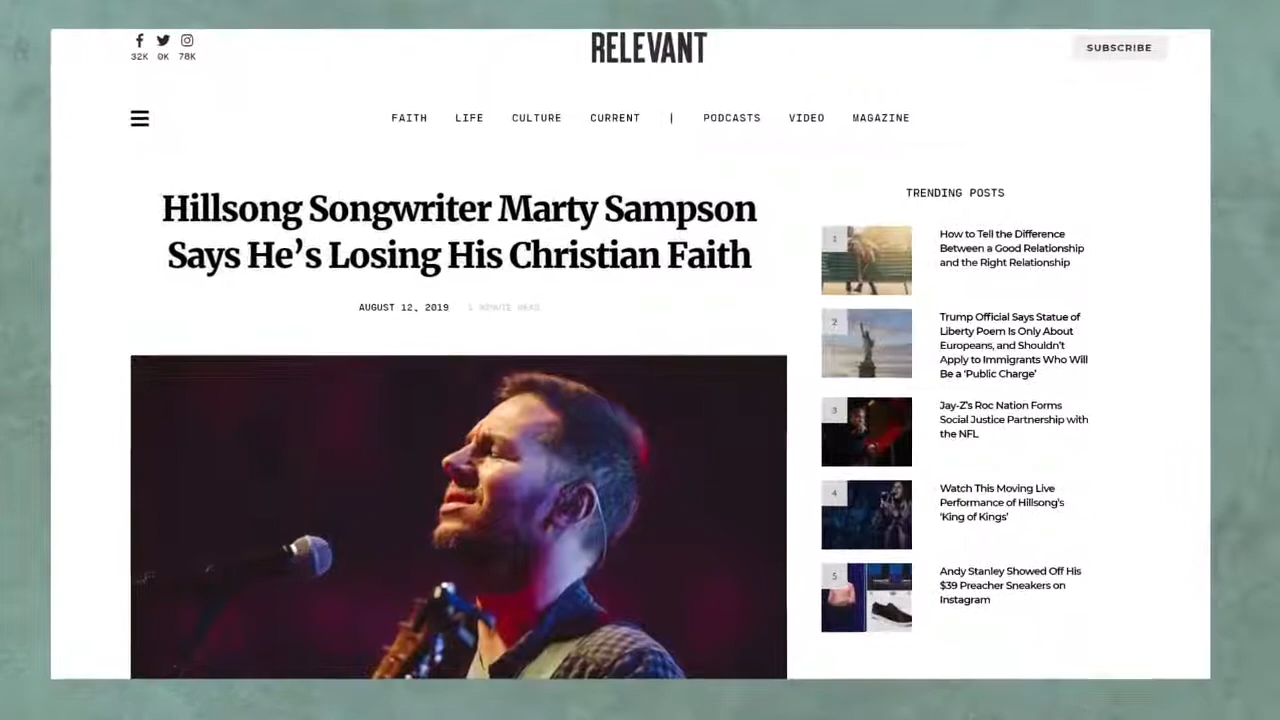 32K 0K 78K
RELEVANT
SUBSCRIBE
FAITH LIFE CULTURE CURRENT | PODCASTS VIDEO MAGAZINE
Hillsong Songwriter Marty Sampson
Says He’s Losing His Christian Faith
AUGUST 12, 2019 1 MINUTE READ
TRENDING POSTS
1
How to Tell the Difference
Between a Good Relationship
and the Right Relationship
2
Trump Official Says Statue of
Liberty Poem Is Only About
Europeans, and Shouldn’t
Apply to Immigrants Who Will
Be a ‘Public Charge’
3
Jay-Z’s Roc Nation Forms
Social Justice Partnership with
the NFL
4
Watch This Moving Live
Performance of Hillsong’s
‘King of Kings’
5
Andy Stanley Showed Off His
$39 Preacher Sneakers on
Instagram